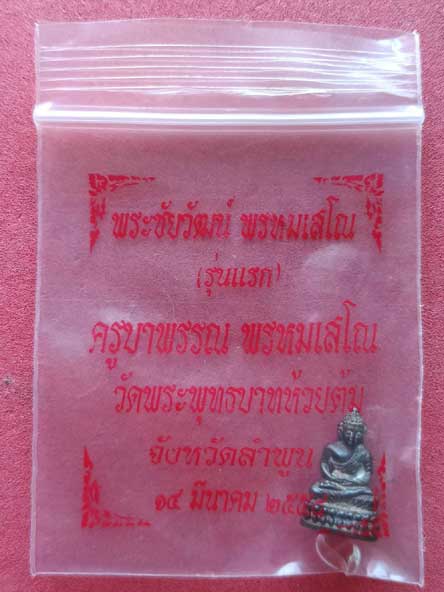 พระชัยวัฒน์ พรหมเสโณ
(รุ่นแรก)
ครูบาพรรณ พรหมเสโณ
วัดพระพุทธบาทห้วยต้ม
จังหวัดลำพูน
๑๔ มีนาคม